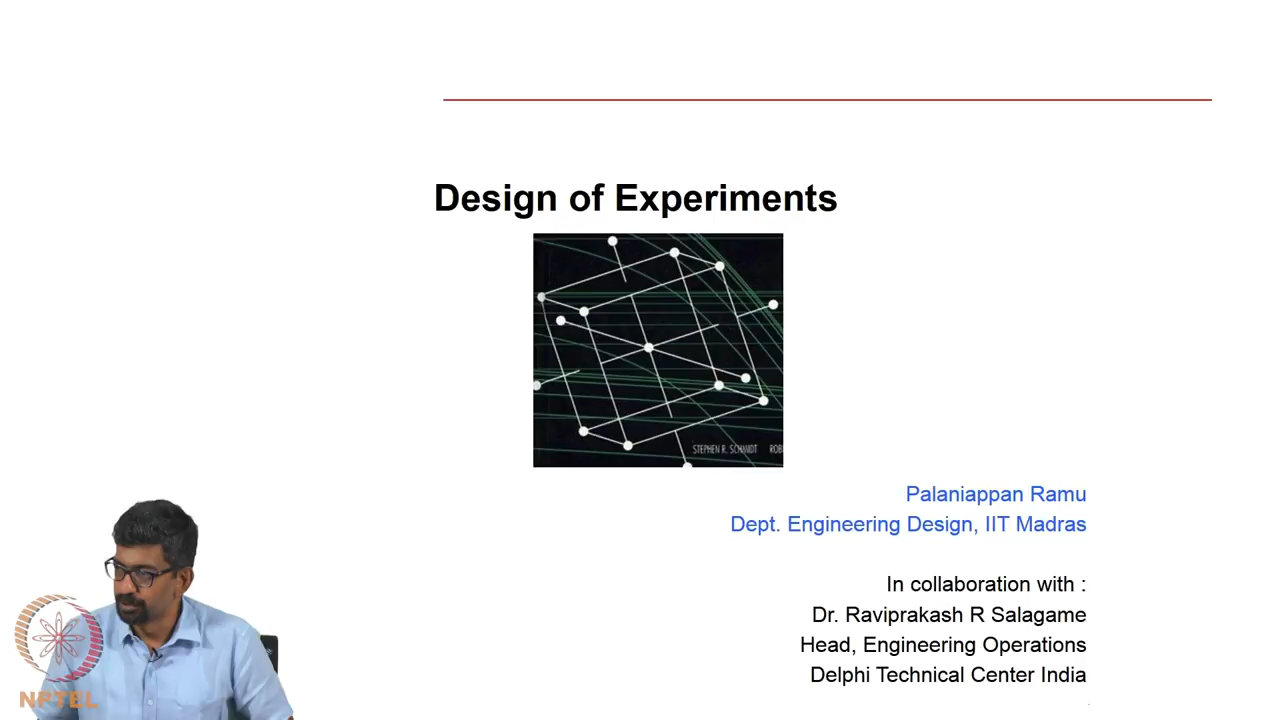 Design of Experiments
STEPHEN R. SCHMIDT ROB
Palaniappan Ramu
Dept. Engineering Design, IIT Madras
In collaboration with :
Dr. Raviprakash R Salagame
Head, Engineering Operations
Delphi Technical Center India
NPTEL